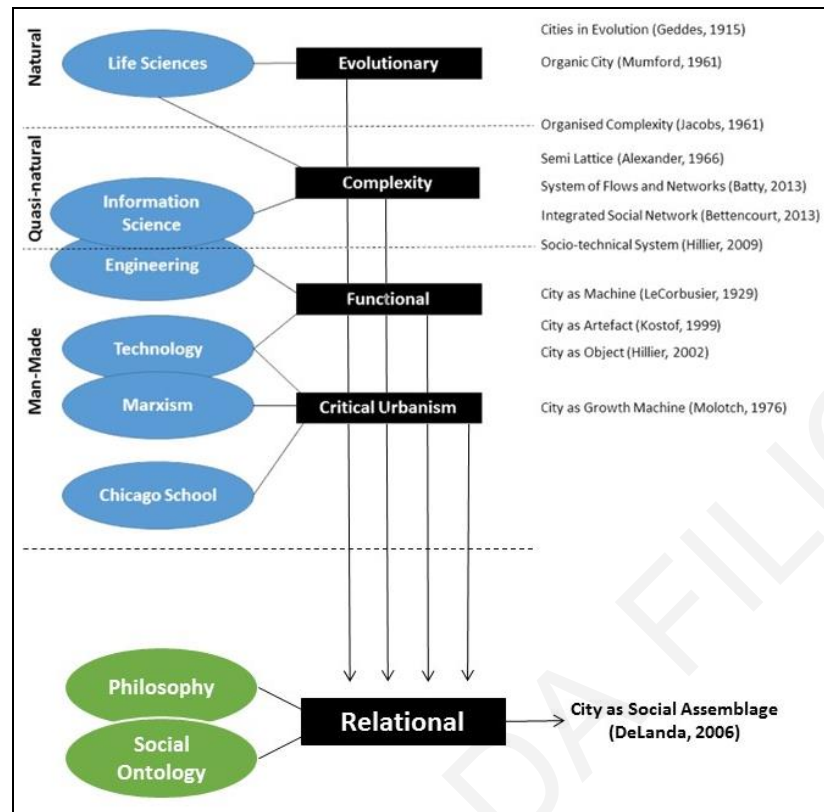 Natural
Life Sciences
Evolutionary
Cities in Evolution (Geddes, 1915)
Organic City (Mumford, 1961)
Organised Complexity (Jacobs, 1961)
Quasi-natural
Information
Science
Complexity
Semi Lattice (Alexander, 1966)
System of Flows and Networks (Batty, 2013)
Integrated Social Network (Bettencourt, 2013)
Socio-technical System (Hillier, 2009)
Man-Made
Engineering
Technology
Marxism
Chicago School
Functional
Critical Urbanism
City as Machine (LeCorbusier, 1929)
City as Artefact (Kostof, 1999)
City as Object (Hillier, 2002)
City as Growth Machine (Molotch, 1976)
Philosophy
Social
Ontology
Relational
City as Social Assemblage
(DeLanda, 2006)